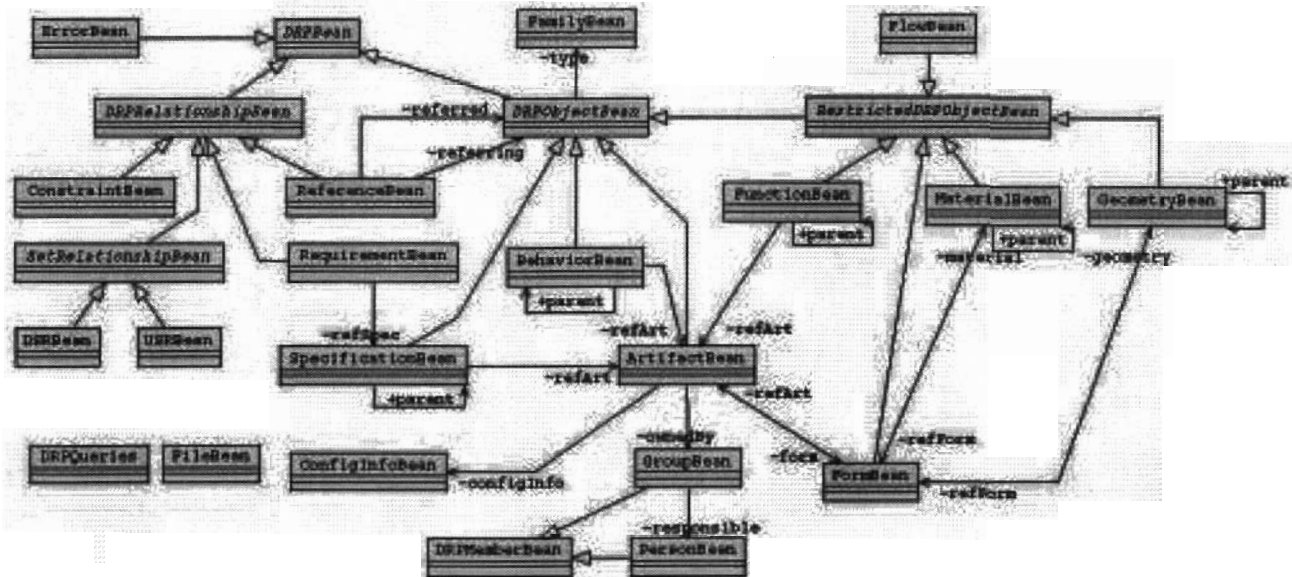 ErrorBean
DRPBean
FamilyBean
FlowBean
~type
DRPRelationshipBean
~referred
DRPObjectBean
RestrictedDRPObjectBean
~referring
ConstraintBean
ReferenceBean
FunctionBean
MaterialBean
GeometryBean
+parent
+parent
+parent
SetRelationshipBean
RequirementBean
BehaviorBean
~material
~geometry
+parent
DSRBean
USRBean
~refSpec
~refArt
~refArt
SpecificationBean
ArtifactBean
~refArt
+parent
~refArt
~ownedBy
~refForm
DRPQueries
FileBean
ConfigInfoBean
GroupBean
~form
FormBean
~configInfo
~refForm
~responsible
DRPMemberBean
PersonBean